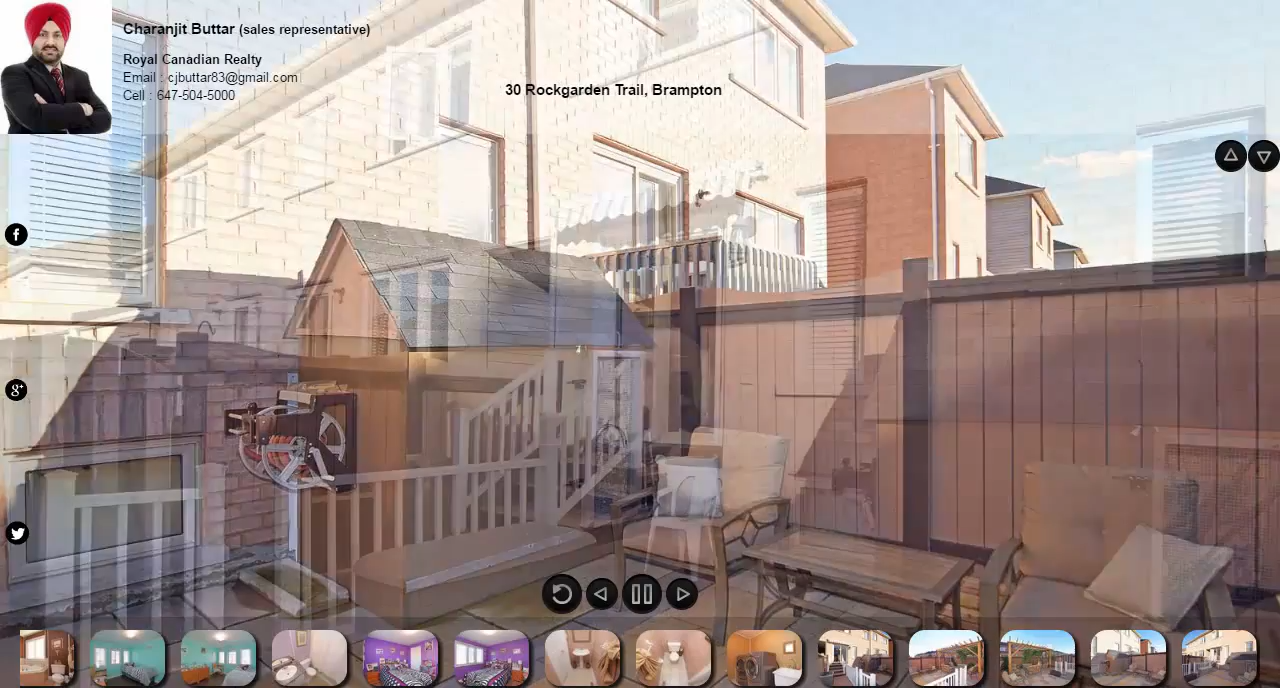 Charanjit Buttar (sales representative)
Royal Canadian Realty
Email : cjbuttar83@gmail.com
Cell : 647-504-5000
30 Rockgarden Trail, Brampton